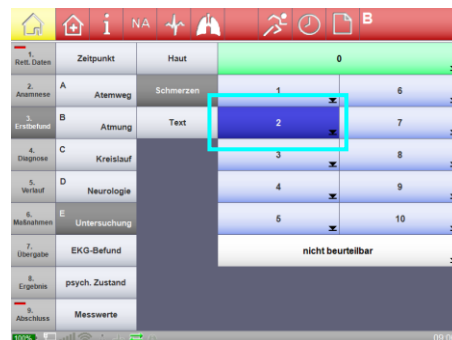 i NA B
1.
Rett. Daten
Zeitpunkt
Haut
0
2.
Anamnese
A
Atemweg
Schmerzen
1
6
3.
Erstbefund
B
Atmung
Text
2
7
4.
Diagnose
C
Kreislauf
3
8
5.
Verlauf
D
Neurologie
4
9
6.
Maßnahmen
E
Untersuchung
5
10
7.
Übergabe
EKG-Befund
nicht beurteilbar
8.
Ergebnis
psych. Zustand
9.
Abschluss
Messwerte
100%